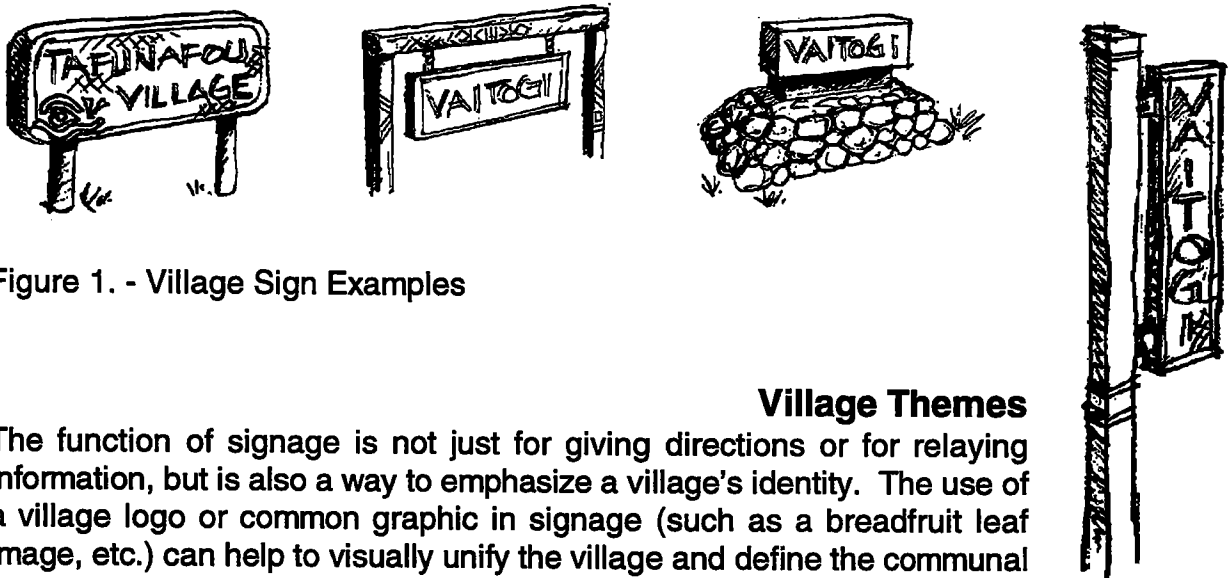 TAFUNAFOU
VILLAGE
VAITOGI
VAITOGI
VAITOGI
Figure 1. - Village Sign Examples
Village Themes
The function of signage is not just for giving directions or for relaying
information, but is also a way to emphasize a village's identity. The use of
a village logo or common graphic in signage (such as a breadfruit leaf
image, etc.) can help to visually unify the village and define the communal